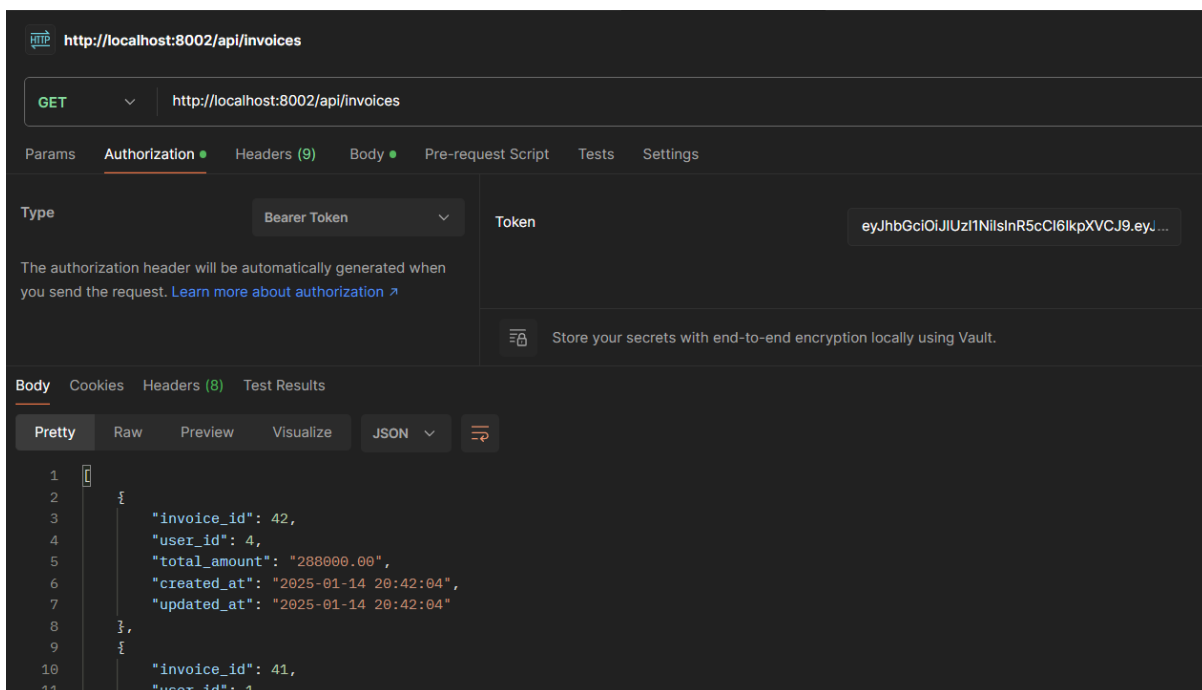 HTTP http://localhost:8002/api/invoices
GET http://localhost:8002/api/invoices
Params Authorization Headers (9) Body Pre-request Script Tests Settings
Type Bearer Token
Token
The authorization header will be automatically generated when
you send the request. Learn more about authorization ↗
Store your secrets with end-to-end encryption locally using Vault.
Body Cookies Headers (8) Test Results
Pretty Raw Preview Visualize JSON
1 [
2 {
3 "invoice_id": 42,
4 "user_id": 4,
5 "total_amount": "288000.00",
6 "created_at": "2025-01-14 20:42:04",
7 "updated_at": "2025-01-14 20:42:04"
8 },
9 {
10 "invoice_id": 41,
11 "user_id": 1